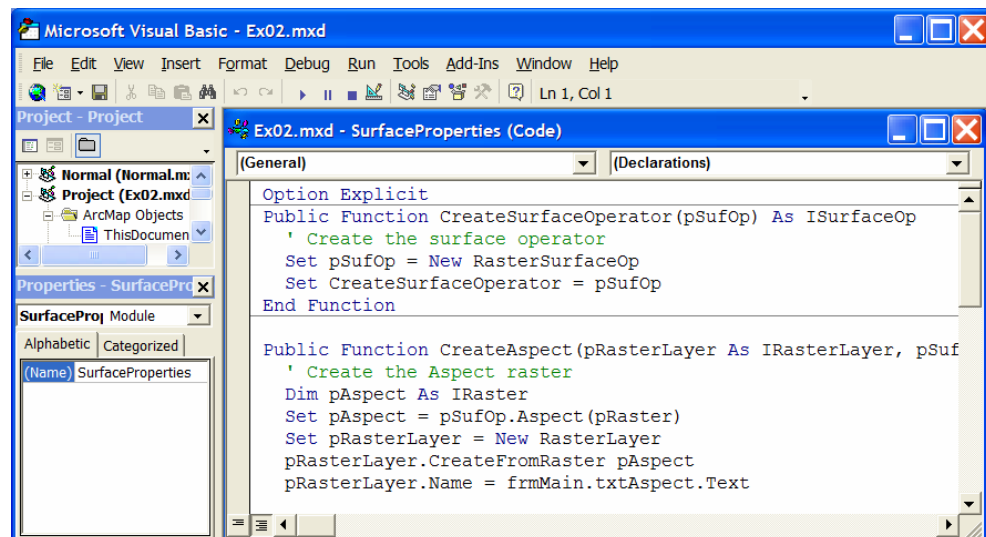 Microsoft Visual Basic - Ex02.mxd
File Edit View Insert Format Debug Run Tools Add-Ins Window Help
Ln 1, Col 1
Project - Project
Normal (Normal.m
Project (Ex02.mxd
ArcMap Objects
ThisDocumen
Properties - SurfacePro
SurfaceProp Module
Alphabetic Categorized
(Name) SurfaceProperties
Ex02.mxd - SurfaceProperties (Code)
(General) (Declarations)
Option Explicit
Public Function CreateSurfaceOperator(pSufOp) As ISurfaceOp
' Create the surface operator
Set pSufOp = New RasterSurfaceOp
Set CreateSurfaceOperator = pSufOp
End Function
Public Function CreateAspect(pRasterLayer As IRasterLayer, pSuf
' Create the Aspect raster
Dim pAspect As IRaster
Set pAspect = pSufOp.Aspect(pRaster)
Set pRasterLayer = New RasterLayer
pRasterLayer.CreateFromRaster pAspect
pRasterLayer.Name = frmMain.txtAspect.Text